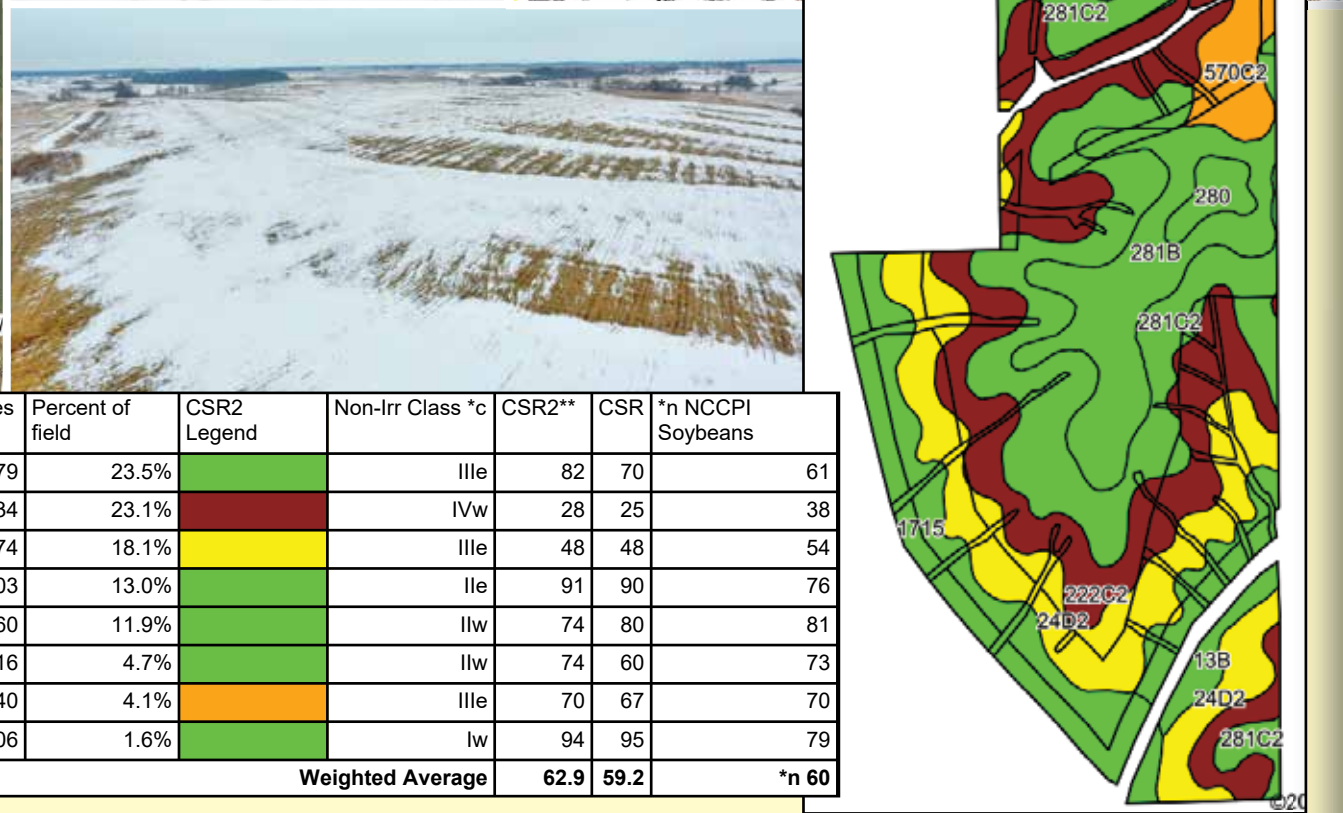 es Percent of field CSR2 Legend Non-Irr Class *c CSR2** CSR *n NCCPI Soybeans
79 23.5% IIIe 82 70 61
34 23.1% IVw 28 25 38
74 18.1% IIIe 48 48 54
03 13.0% IIe 91 90 76
60 11.9% IIw 74 80 81
16 4.7% IIw 74 60 73
40 4.1% IIIe 70 67 70
06 1.6% Iw 94 95 79
Weighted Average 62.9 59.2 *n 60
281C2
570C2
280
281B
281C2
1715
222C2
24D2
13B
24D2
281C2
©20